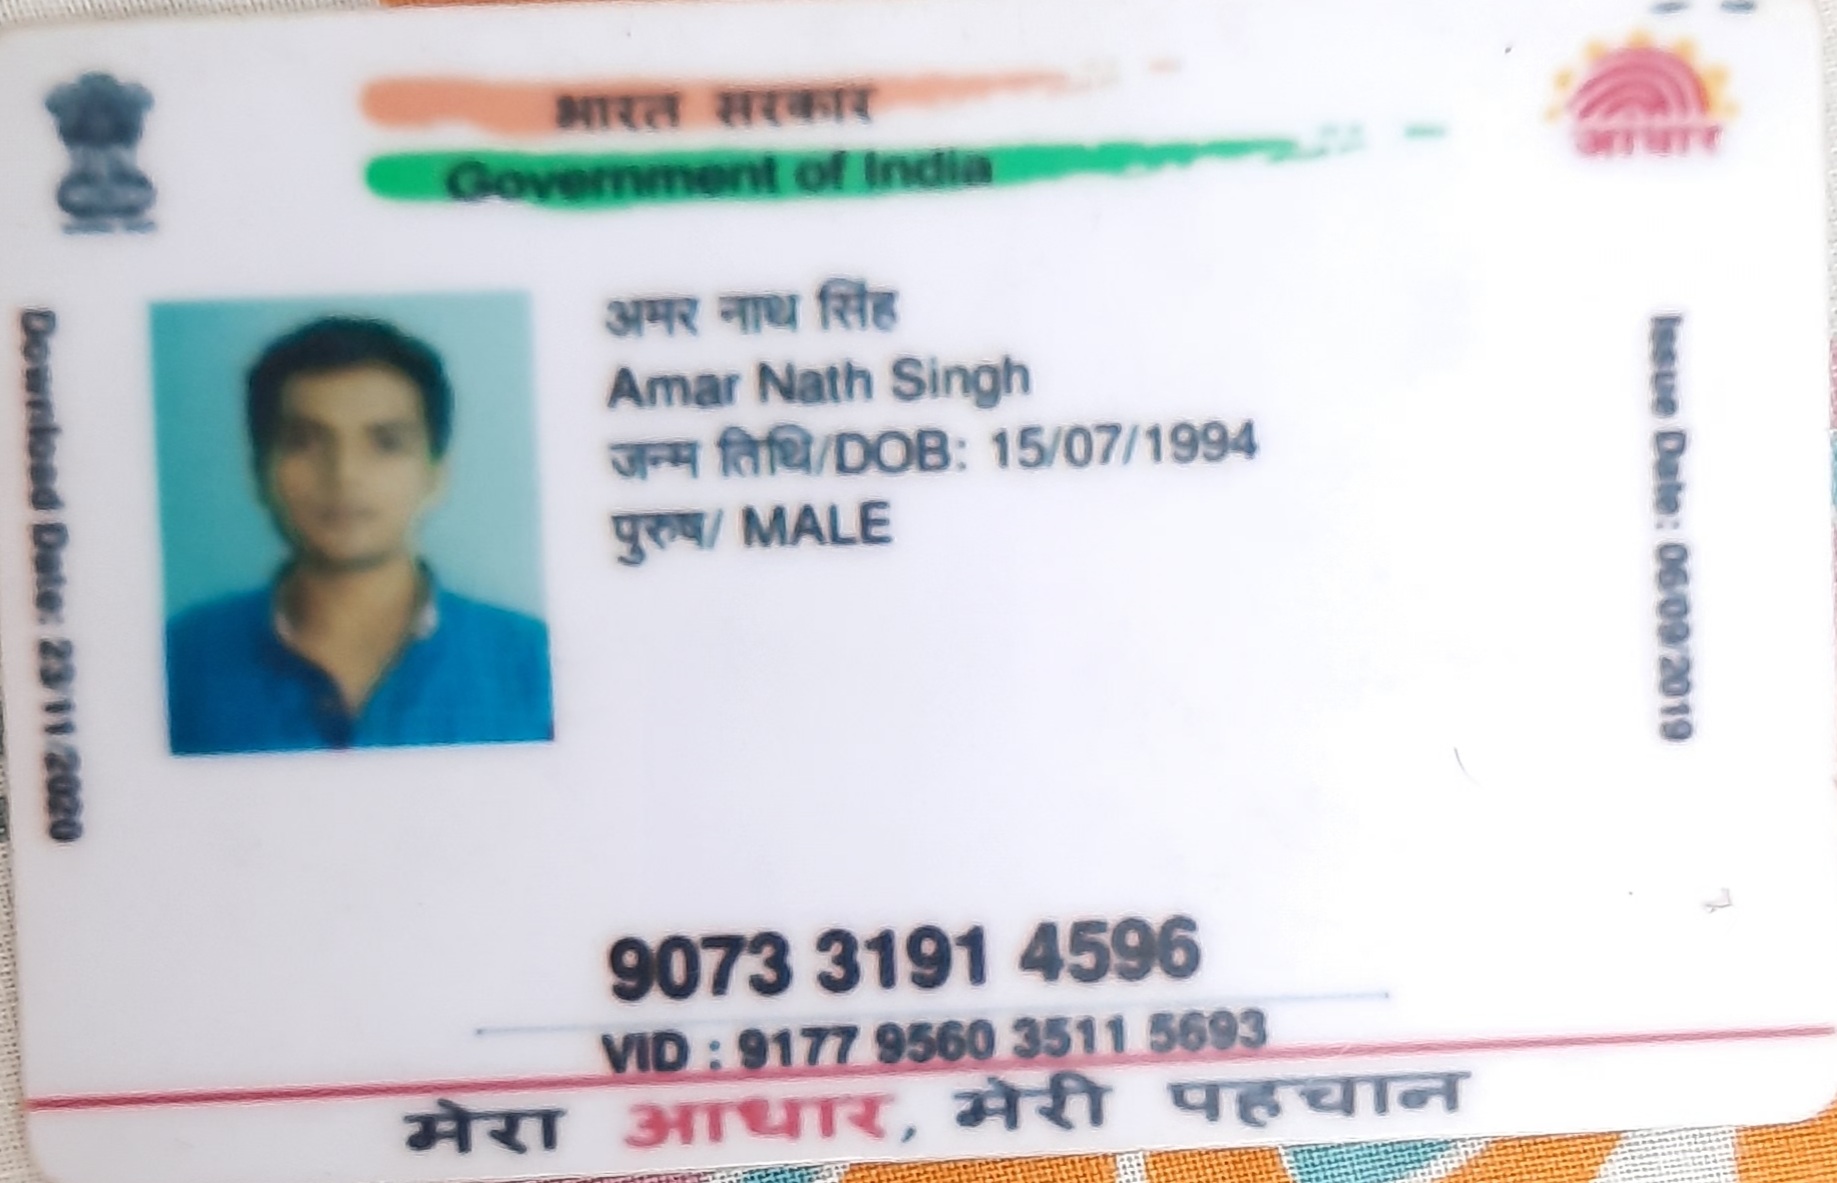 भारत सरकार
Government of India
आधार
अमर नाथ सिंह
Amar Nath Singh
जन्म तिथि/DOB: 15/07/1994
पुरुष/ MALE
Download Date: 23/11/2020
Issue Date: 06/09/2019
9073 3191 4596
VID : 9177 9560 3511 5693
मेरा आधार, मेरी पहचान